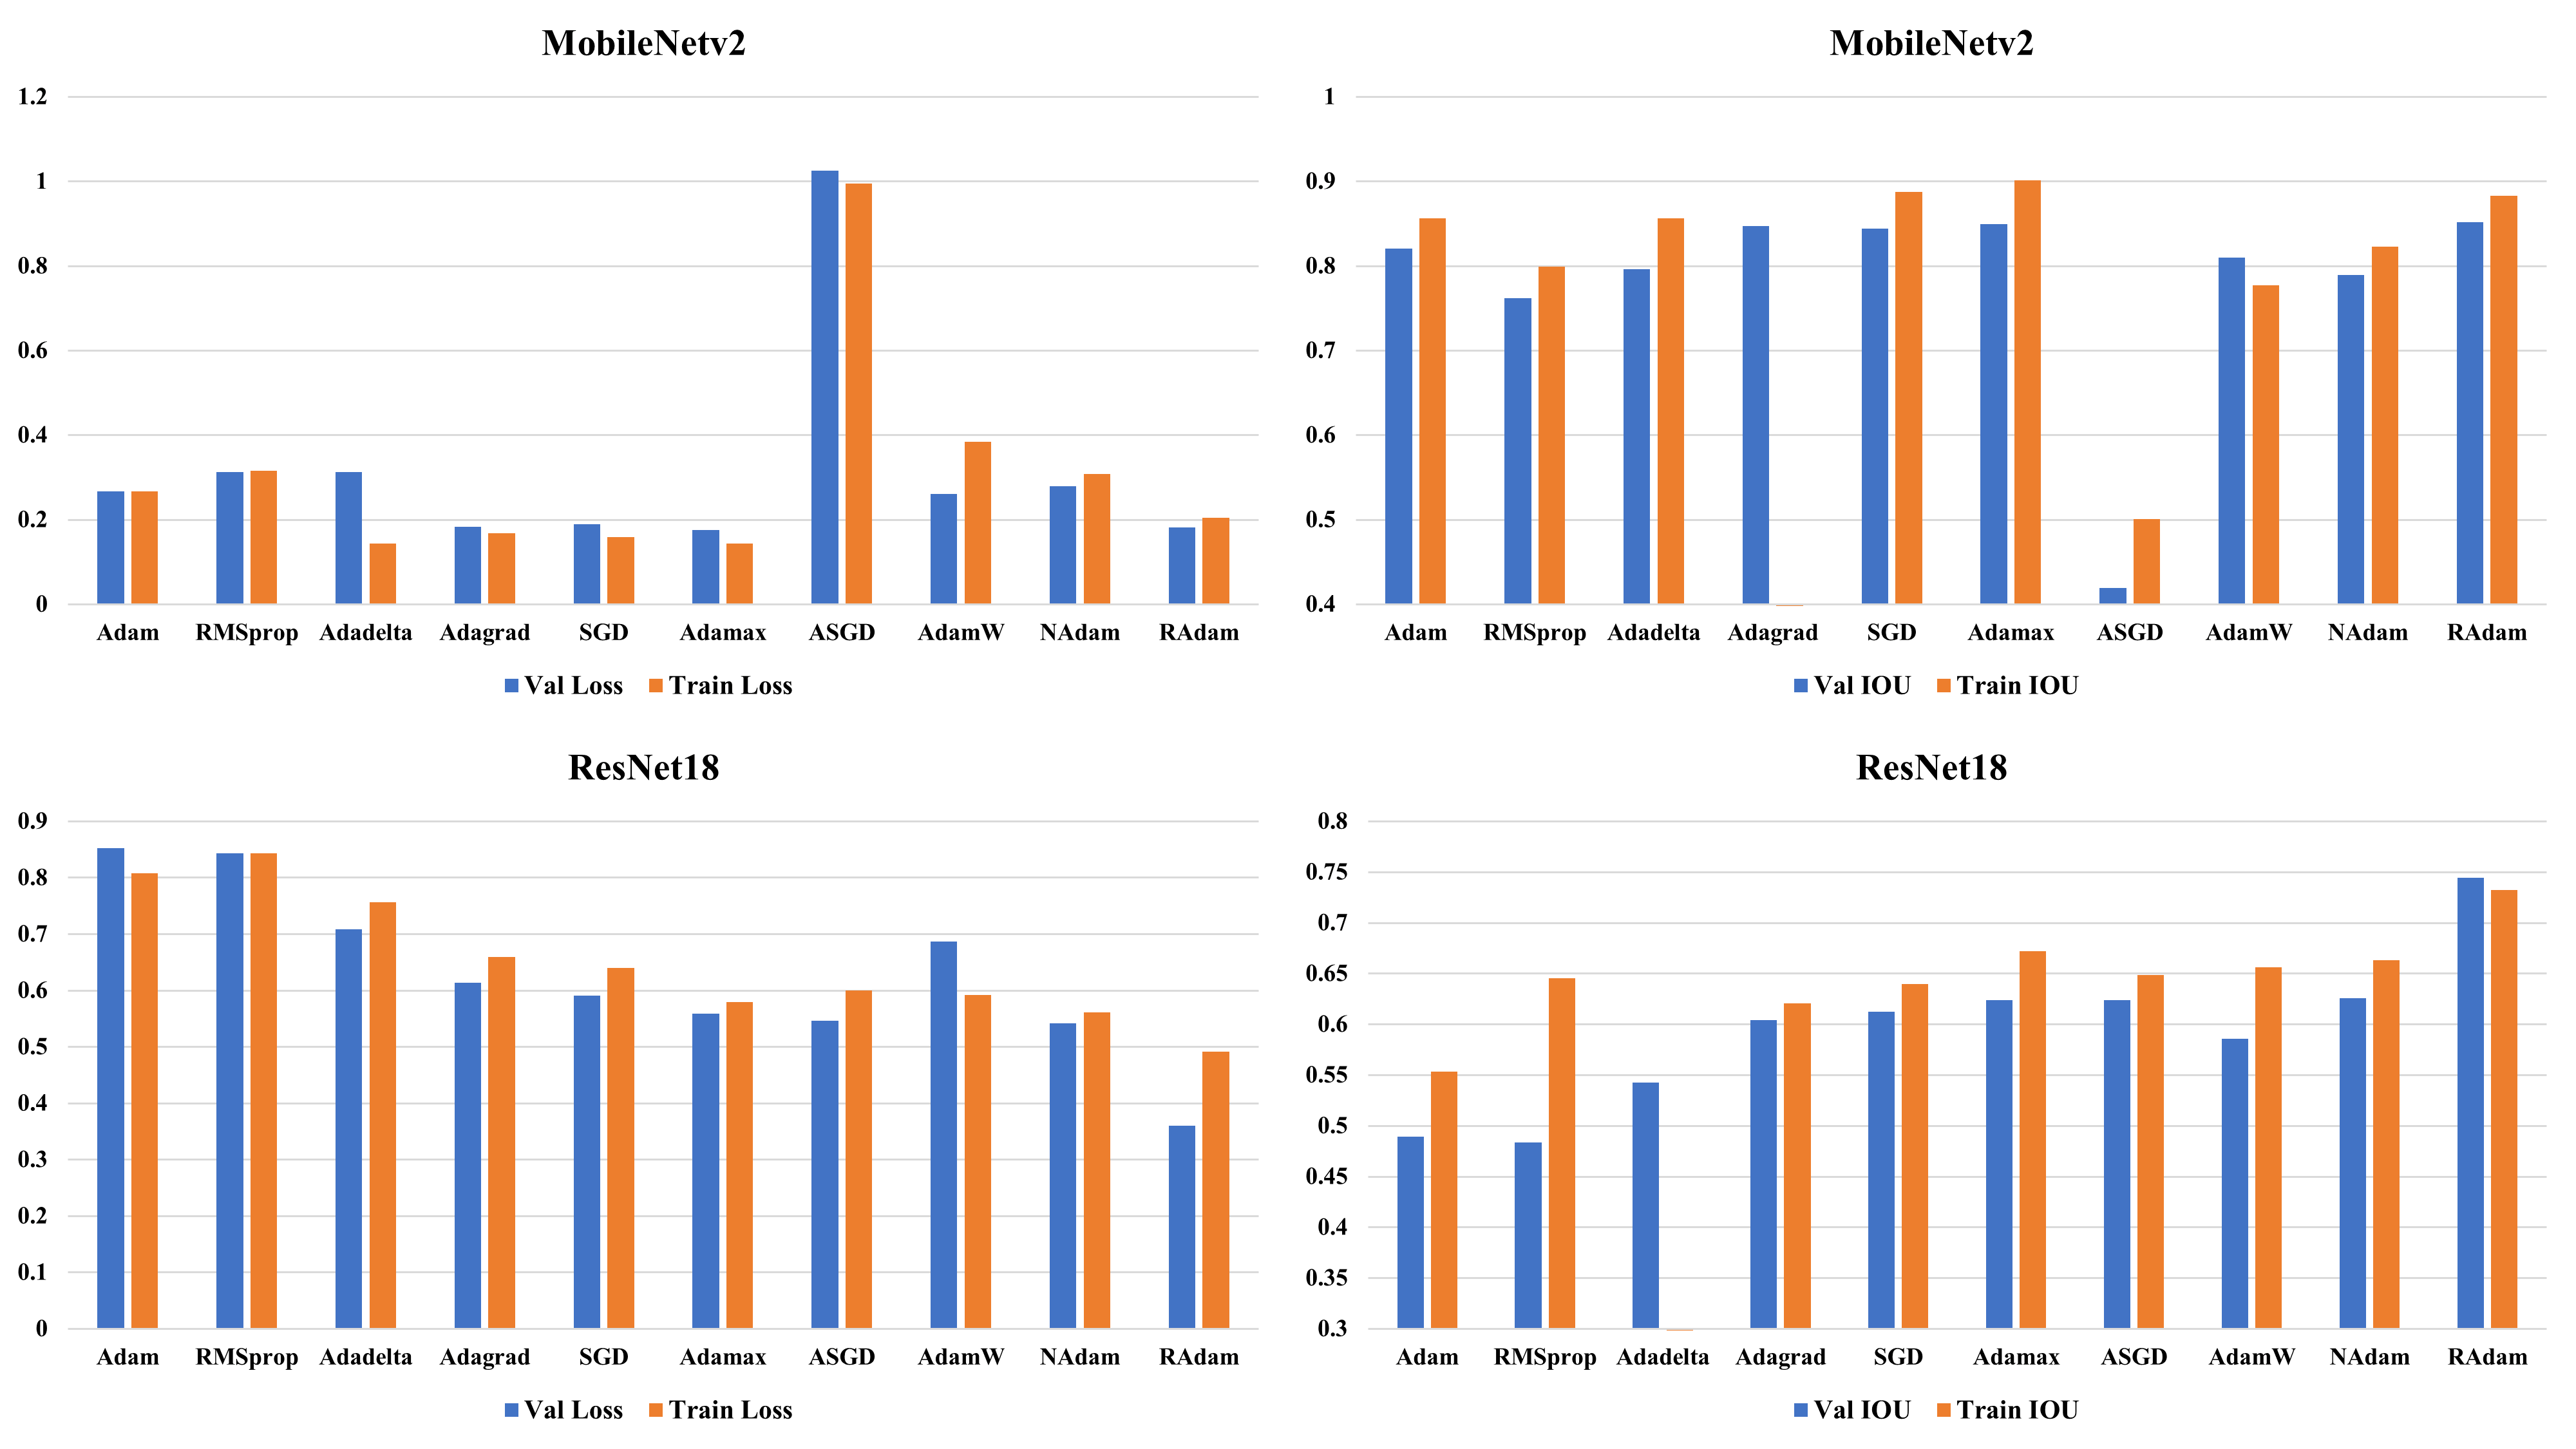 MobileNetv2
1.2
1
0.8
0.6
0.4
0.2
0
Adam RMSprop Adadelta Adagrad SGD Adamax ASGD AdamW NAdam RAdam
Val Loss Train Loss
MobileNetv2
1
0.9
0.8
0.7
0.6
0.5
0.4
Adam RMSprop Adadelta Adagrad SGD Adamax ASGD AdamW NAdam RAdam
Val IOU Train IOU
ResNet18
0.9
0.8
0.7
0.6
0.5
0.4
0.3
0.2
0.1
0
Adam RMSprop Adadelta Adagrad SGD Adamax ASGD AdamW NAdam RAdam
Val Loss Train Loss
ResNet18
0.8
0.75
0.7
0.65
0.6
0.55
0.5
0.45
0.4
0.35
0.3
Adam RMSprop Adadelta Adagrad SGD Adamax ASGD AdamW NAdam RAdam
Val IOU Train IOU